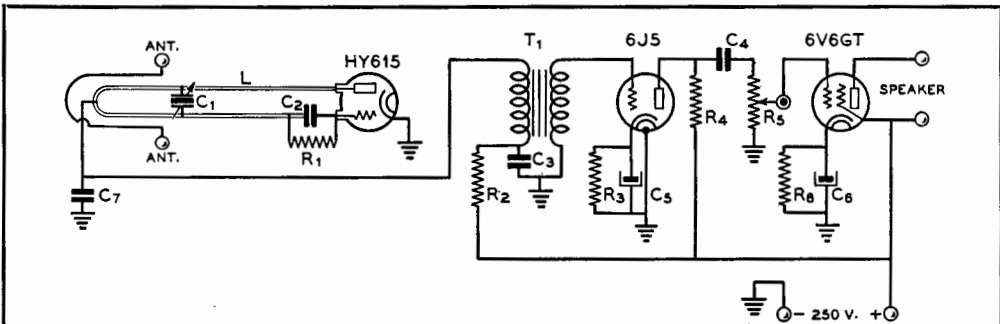 ANT.
L
HY615
C1
C2
R1
ANT.
C7
T1
6J5
C4
6V6GT
SPEAKER
R4
R5
C3
R2
R3
C5
R6
C6
- 250 V. +